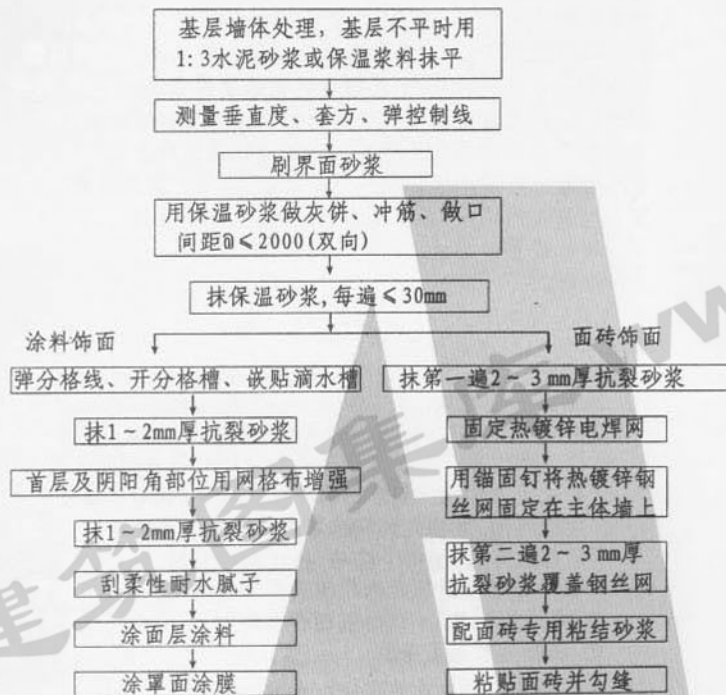 基层墙体处理，基层不平时用
1:3水泥砂浆或保温浆料抹平
测量垂直度、套方、弹控制线
刷界面砂浆
用保温砂浆做灰饼、冲筋、做口
间距@≤2000(双向)
抹保温砂浆,每遍≤30mm
涂料饰面
弹分格线、开分格槽、嵌贴滴水槽
抹1~2mm厚抗裂砂浆
首层及阴阳角部位用网格布增强
抹1~2mm厚抗裂砂浆
刮柔性耐水腻子
涂面层涂料
涂罩面涂膜
面砖饰面
抹第一遍2~3mm厚抗裂砂浆
固定热镀锌电焊网
用锚固钉将热镀锌钢
丝网固定在主体墙上
抹第二遍2~3mm厚
抗裂砂浆覆盖钢丝网
配面砖专用粘结砂浆
粘贴面砖并勾缝
建筑图集库www